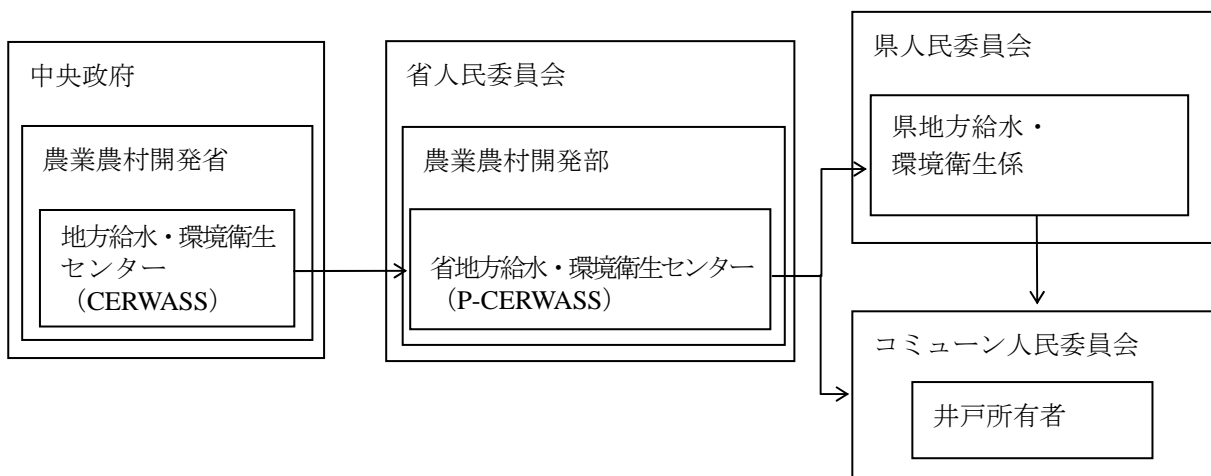 中央政府
農業農村開発省
地方給水・環境衛生
センター
(CERWASS)
省人民委員会
農業農村開発部
省地方給水・環境衛生センター
(P-CERWASS)
県人民委員会
県地方給水・
環境衛生係
コミューン人民委員会
井戸所有者